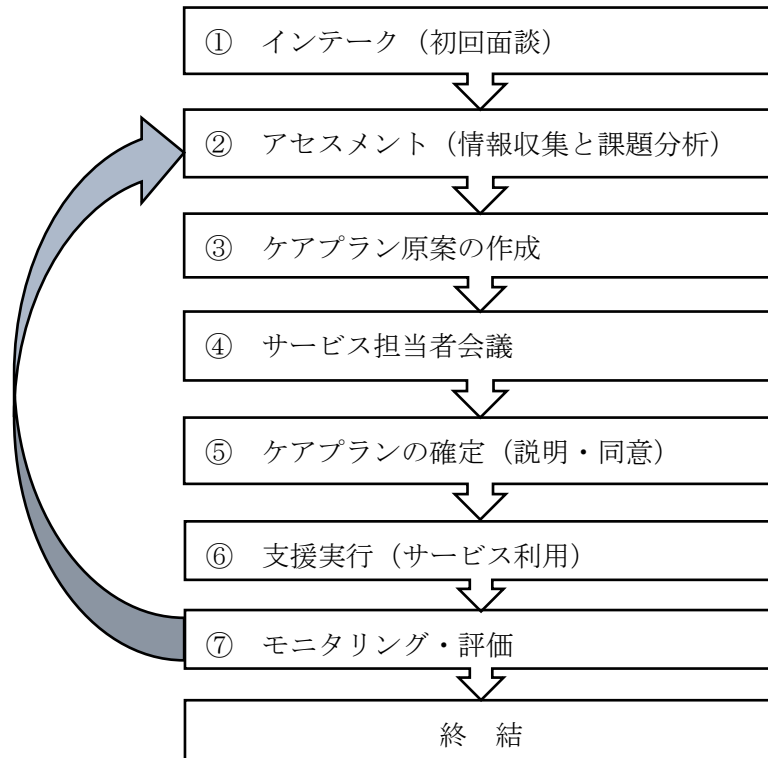 ① インテーク（初回面談）
② アセスメント（情報収集と課題分析）
③ ケアプラン原案の作成
④ サービス担当者会議
⑤ ケアプランの確定（説明・同意）
⑥ 支援実行（サービス利用）
⑦ モニタリング・評価
終 結